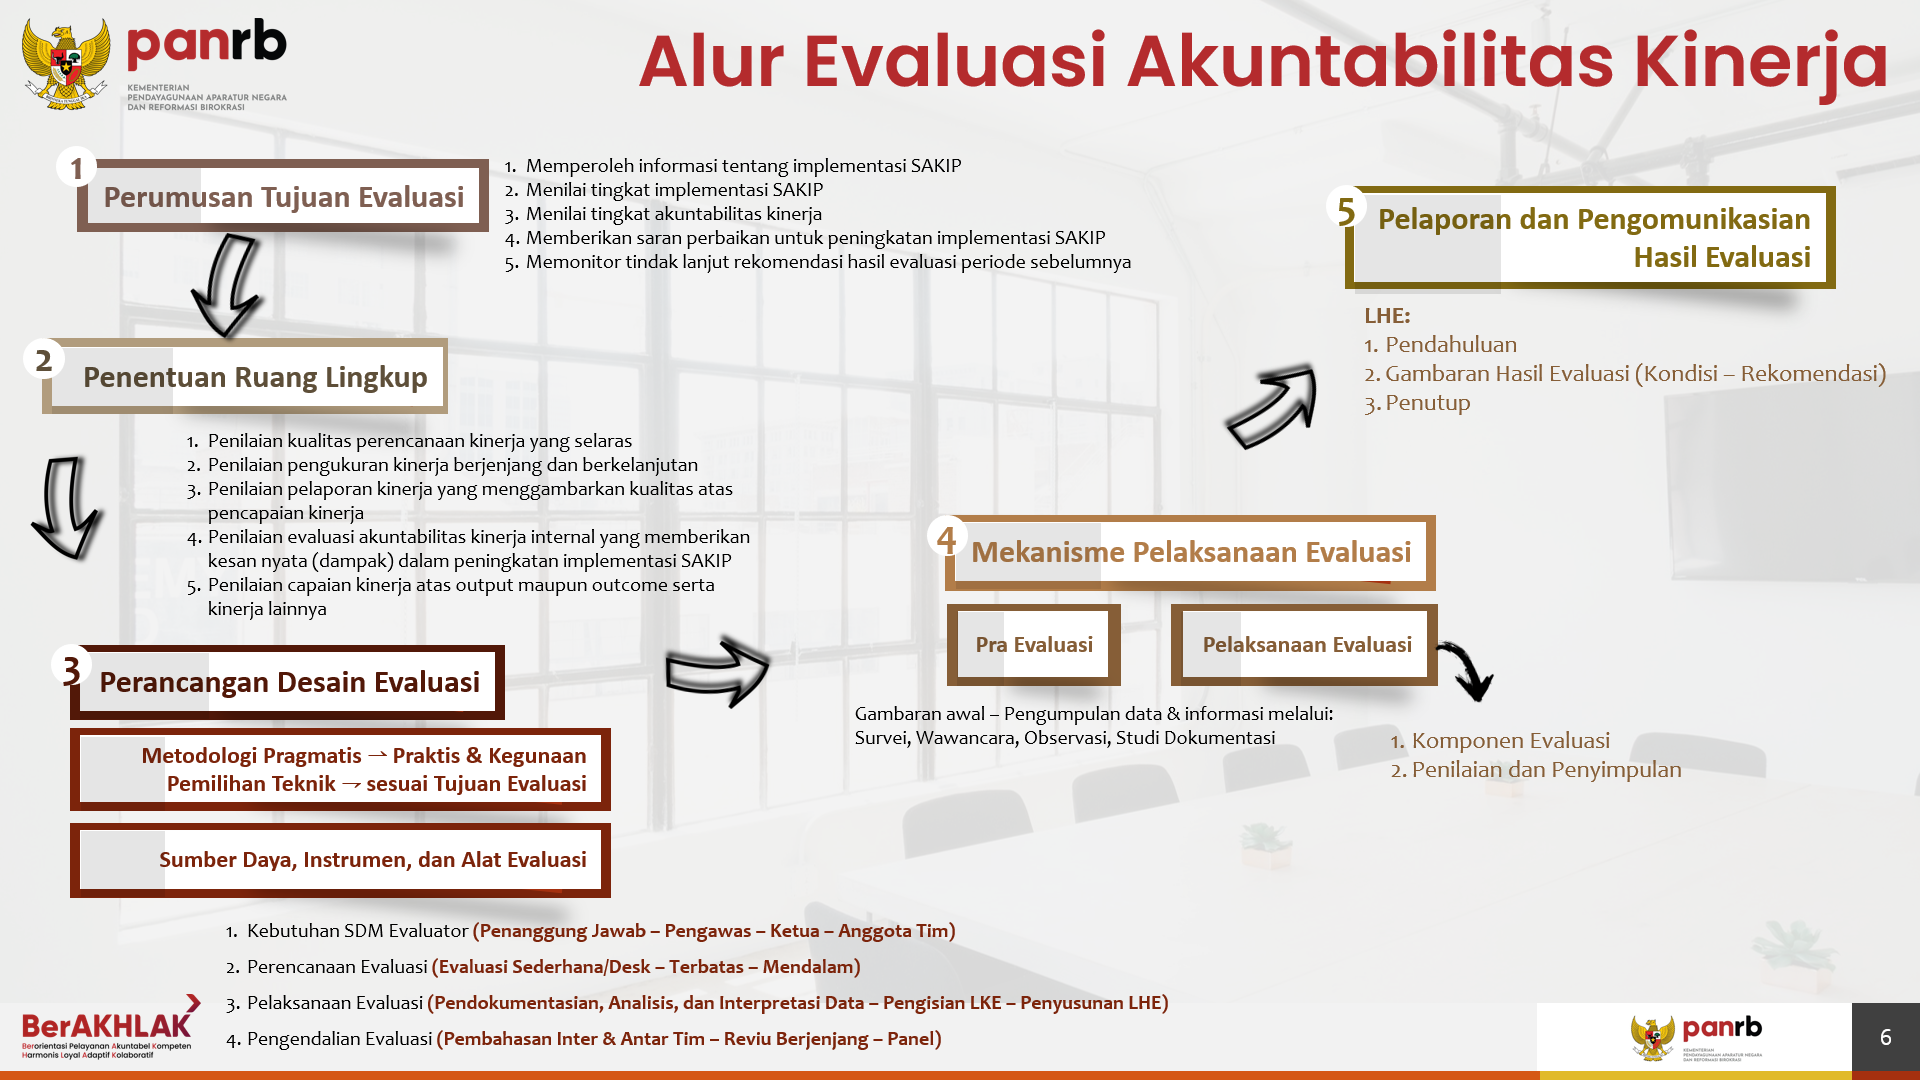 panrb
KEMENTERIAN
PENDAYAGUNAAN APARATUR NEGARA
DAN REFORMASI BIROKRASI
Alur Evaluasi Akuntabilitas Kinerja
1
Perumusan Tujuan Evaluasi
1. Memperoleh informasi tentang implementasi SAKIP
2. Menilai tingkat implementasi SAKIP
3. Menilai tingkat akuntabilitas kinerja
4. Memberikan saran perbaikan untuk peningkatan implementasi SAKIP
5. Memonitor tindak lanjut rekomendasi hasil evaluasi periode sebelumnya
2
Penentuan Ruang Lingkup
1. Penilaian kualitas perencanaan kinerja yang selaras
2. Penilaian pengukuran kinerja berjenjang dan berkelanjutan
3. Penilaian pelaporan kinerja yang menggambarkan kualitas atas
pencapaian kinerja
4. Penilaian evaluasi akuntabilitas kinerja internal yang memberikan
kesan nyata (dampak) dalam peningkatan implementasi SAKIP
5. Penilaian capaian kinerja atas output maupun outcome serta
kinerja lainnya
3
Perancangan Desain Evaluasi
Metodologi Pragmatis → Praktis & Kegunaan
Pemilihan Teknik → sesuai Tujuan Evaluasi
Sumber Daya, Instrumen, dan Alat Evaluasi
1. Kebutuhan SDM Evaluator (Penanggung Jawab – Pengawas – Ketua – Anggota Tim)
2. Perencanaan Evaluasi (Evaluasi Sederhana/Desk – Terbatas – Mendalam)
3. Pelaksanaan Evaluasi (Pendokumentasian, Analisis, dan Interpretasi Data – Pengisian LKE – Penyusunan LHE)
4. Pengendalian Evaluasi (Pembahasan Inter & Antar Tim – Reviu Berjenjang – Panel)
4
Mekanisme Pelaksanaan Evaluasi
Pra Evaluasi
Pelaksanaan Evaluasi
Gambaran awal – Pengumpulan data & informasi melalui:
Survei, Wawancara, Observasi, Studi Dokumentasi
1. Komponen Evaluasi
2. Penilaian dan Penyimpulan
5
Pelaporan dan Pengomunikasian
Hasil Evaluasi
LHE:
1. Pendahuluan
2. Gambaran Hasil Evaluasi (Kondisi – Rekomendasi)
3. Penutup
BerAKHLAK
Berorientasi Pelayanan Akuntabel Kompeten
Harmonis Loyal Adaptif Kolaboratif
panrb
KEMENTERIAN
PENDAYAGUNAAN APARATUR NEGARA
DAN REFORMASI BIROKRASI
6